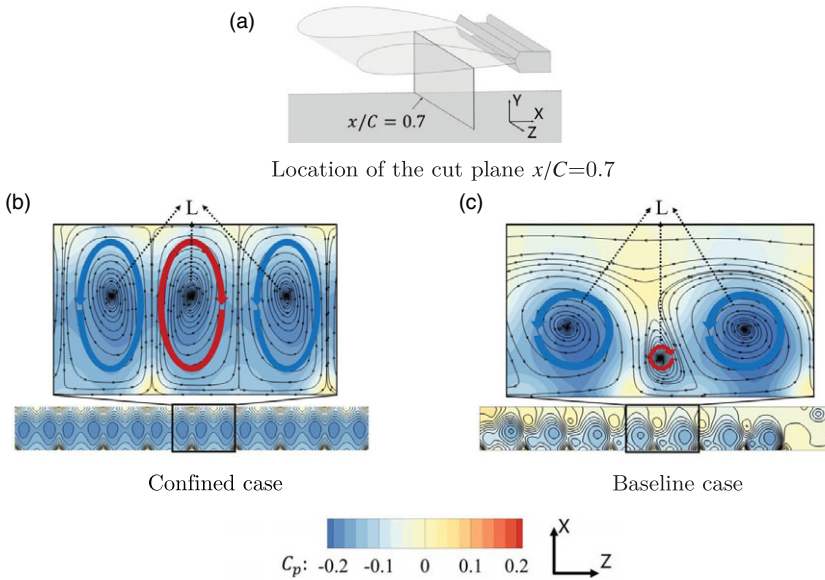 (a)
x/C = 0.7
Y
X
Z
Location of the cut plane x/C=0.7
(b)
L
(c)
L
Confined case
Baseline case
X
Z
Cp: -0.2 -0.1 0 0.1 0.2